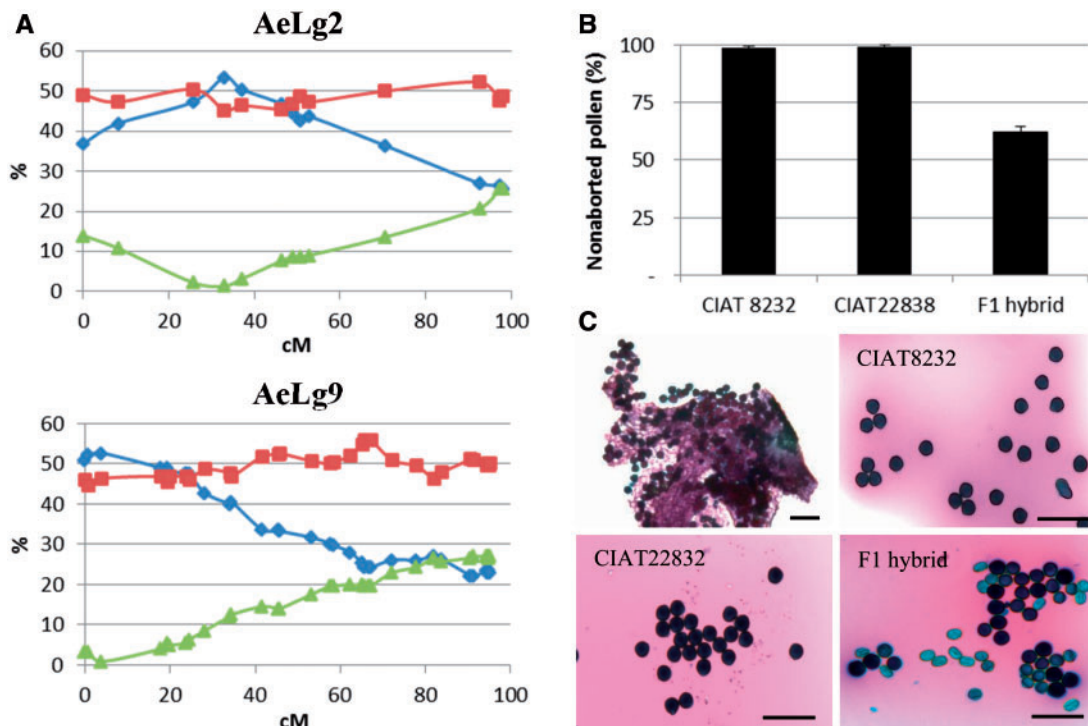 A
AeLg2
60
50
40
30
20
10
0
%
0 20 40 60 80 100
cM
AeLg9
60
50
40
30
20
10
0
%
0 20 40 60 80 100
cM
B
Nonaborted pollen (%)
100
75
50
25
-
CIAT 8232 CIAT22838 F1 hybrid
C
CIAT8232
CIAT22832
F1 hybrid